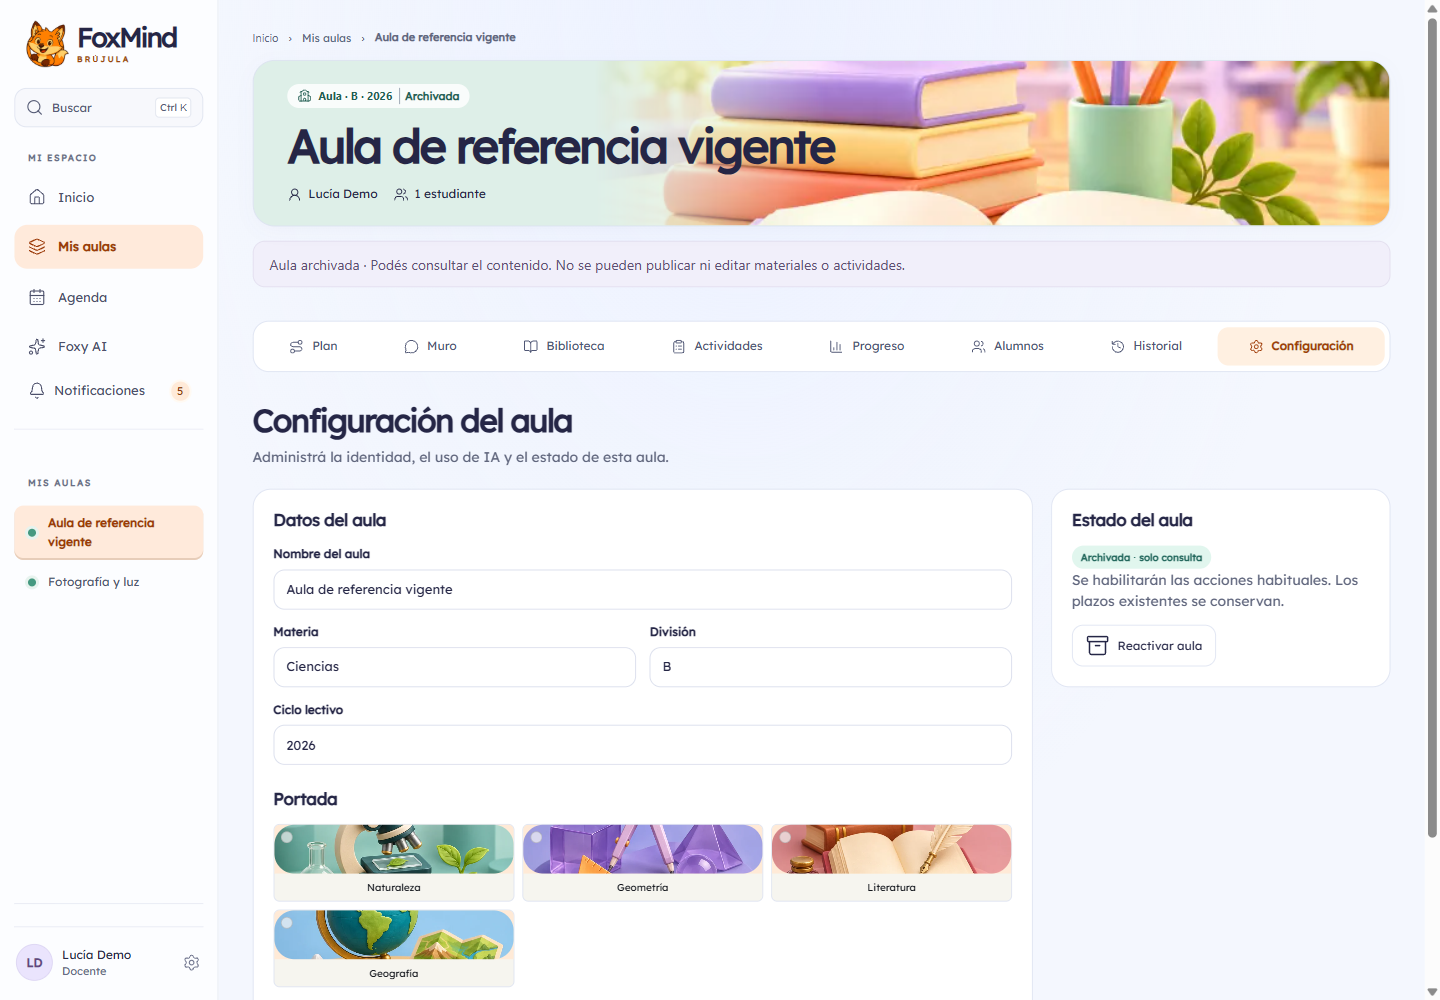 FoxMind
BRÚJULA
Buscar
Ctrl K
MI ESPACIO
Inicio
Mis aulas
Agenda
Foxy AI
Notificaciones
5
MIS AULAS
Aula de referencia
vigente
Fotografía y luz
LD
Lucía Demo
Docente
Inicio › Mis aulas › Aula de referencia vigente
Aula · B · 2026 | Archivada
Aula de referencia vigente
Lucía Demo
1 estudiante
Aula archivada · Podés consultar el contenido. No se pueden publicar ni editar materiales o actividades.
Plan
Muro
Biblioteca
Actividades
Progreso
Alumnos
Historial
Configuración
Configuración del aula
Administrá la identidad, el uso de IA y el estado de esta aula.
Datos del aula
Nombre del aula
Aula de referencia vigente
Materia
División
Ciencias
B
Ciclo lectivo
2026
Portada
Naturaleza
Geometría
Literatura
Geografía
Estado del aula
Archivada · solo consulta
Se habilitarán las acciones habituales. Los
plazos existentes se conservan.
Reactivar aula